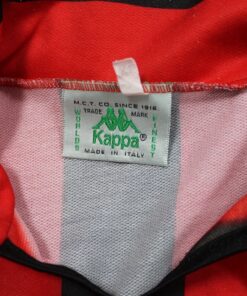 M.C.T. CO. SINCE 1916
TRADE MARK
WORLDS
FINEST
Kappa®
MADE IN ITALY